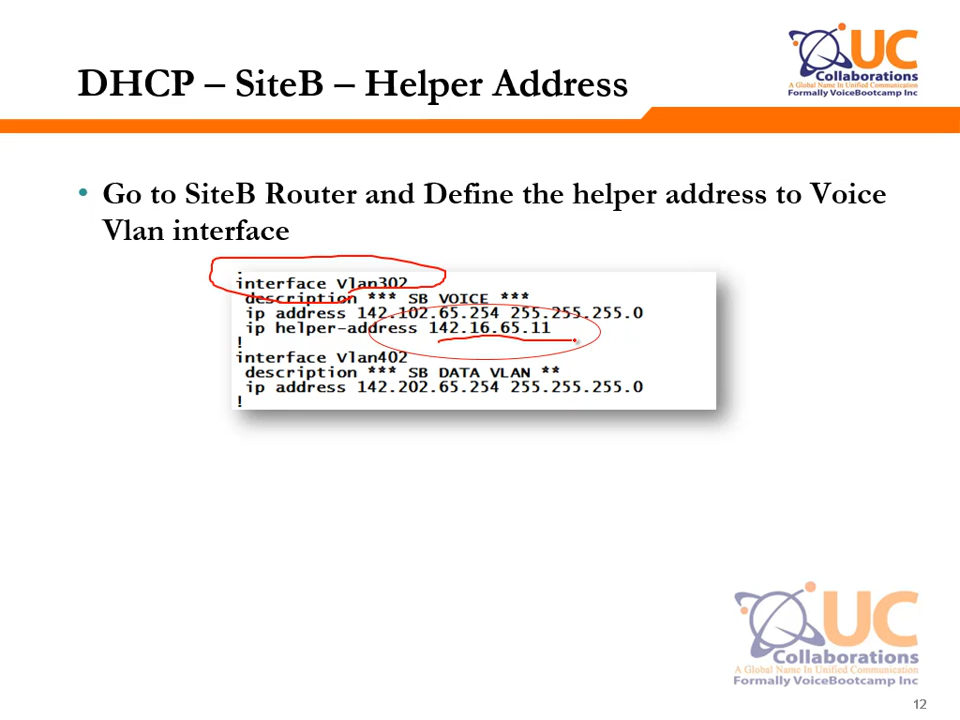 UC
Collaborations
A Global Name In Unified Communication
Formally VoiceBootcamp Inc
DHCP – SiteB – Helper Address
• Go to SiteB Router and Define the helper address to Voice
Vlan interface
!
interface Vlan302
description *** SB VOICE ***
ip address 142.102.65.254 255.255.255.0
ip helper-address 142.16.65.11
!
interface Vlan402
description *** SB DATA VLAN **
ip address 142.202.65.254 255.255.255.0
!
UC
Collaborations
A Global Name In Unified Communication
Formally VoiceBootcamp Inc
12